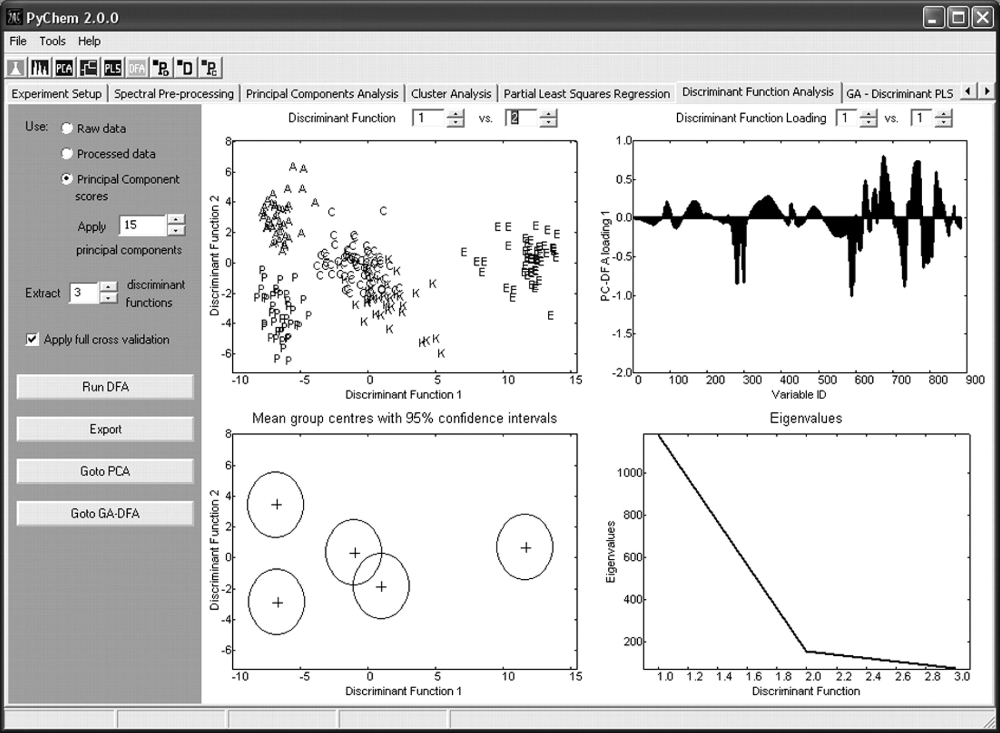 PyChem 2.0.0
File Tools Help
PCA PLS DFA P D P C
Experiment Setup Spectral Pre-processing Principal Components Analysis Cluster Analysis Partial Least Squares Regression Discriminant Function Analysis GA - Discriminant PLS
Use: Raw data
Processed data
Principal Component
scores
Apply 15
principal components
Extract 3 discriminant
functions
Apply full cross validation
Run DFA
Export
Goto PCA
Goto GA-DFA
Discriminant Function 1 vs. 2
8
6
4
2
0
-2
-4
-6
-10 -5 0 5 10 15
Discriminant Function 2
Discriminant Function 1
Discriminant Function Loading 1 vs. 1
1.0
0.5
0.0
-0.5
-1.0
-1.5
-2.0
0 100 200 300 400 500 600 700 800 900
PC-DFA loading 1
Variable ID
Mean group centres with 95% confidence intervals
8
6
4
2
0
-2
-4
-6
-10 -5 0 5 10 15
Discriminant Function 2
Discriminant Function 1
Eigenvalues
1000
800
600
400
200
1.0 1.2 1.4 1.6 1.8 2.0 2.2 2.4 2.6 2.8 3.0
Eigenvalues
Discriminant Function